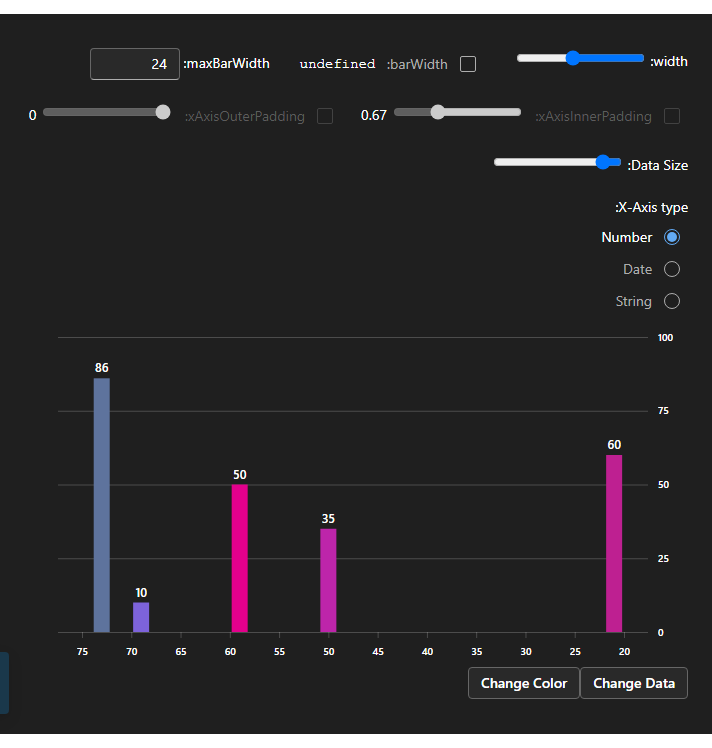 :width
undefined :barWidth
24 :maxBarWidth
:xAxisInnerPadding 0.67
:xAxisOuterPadding 0
:Data Size
:X-Axis type
Number
Date
String
100
75
50
25
0
86
10
50
35
60
75 70 65 60 55 50 45 40 35 30 25 20
Change Color Change Data